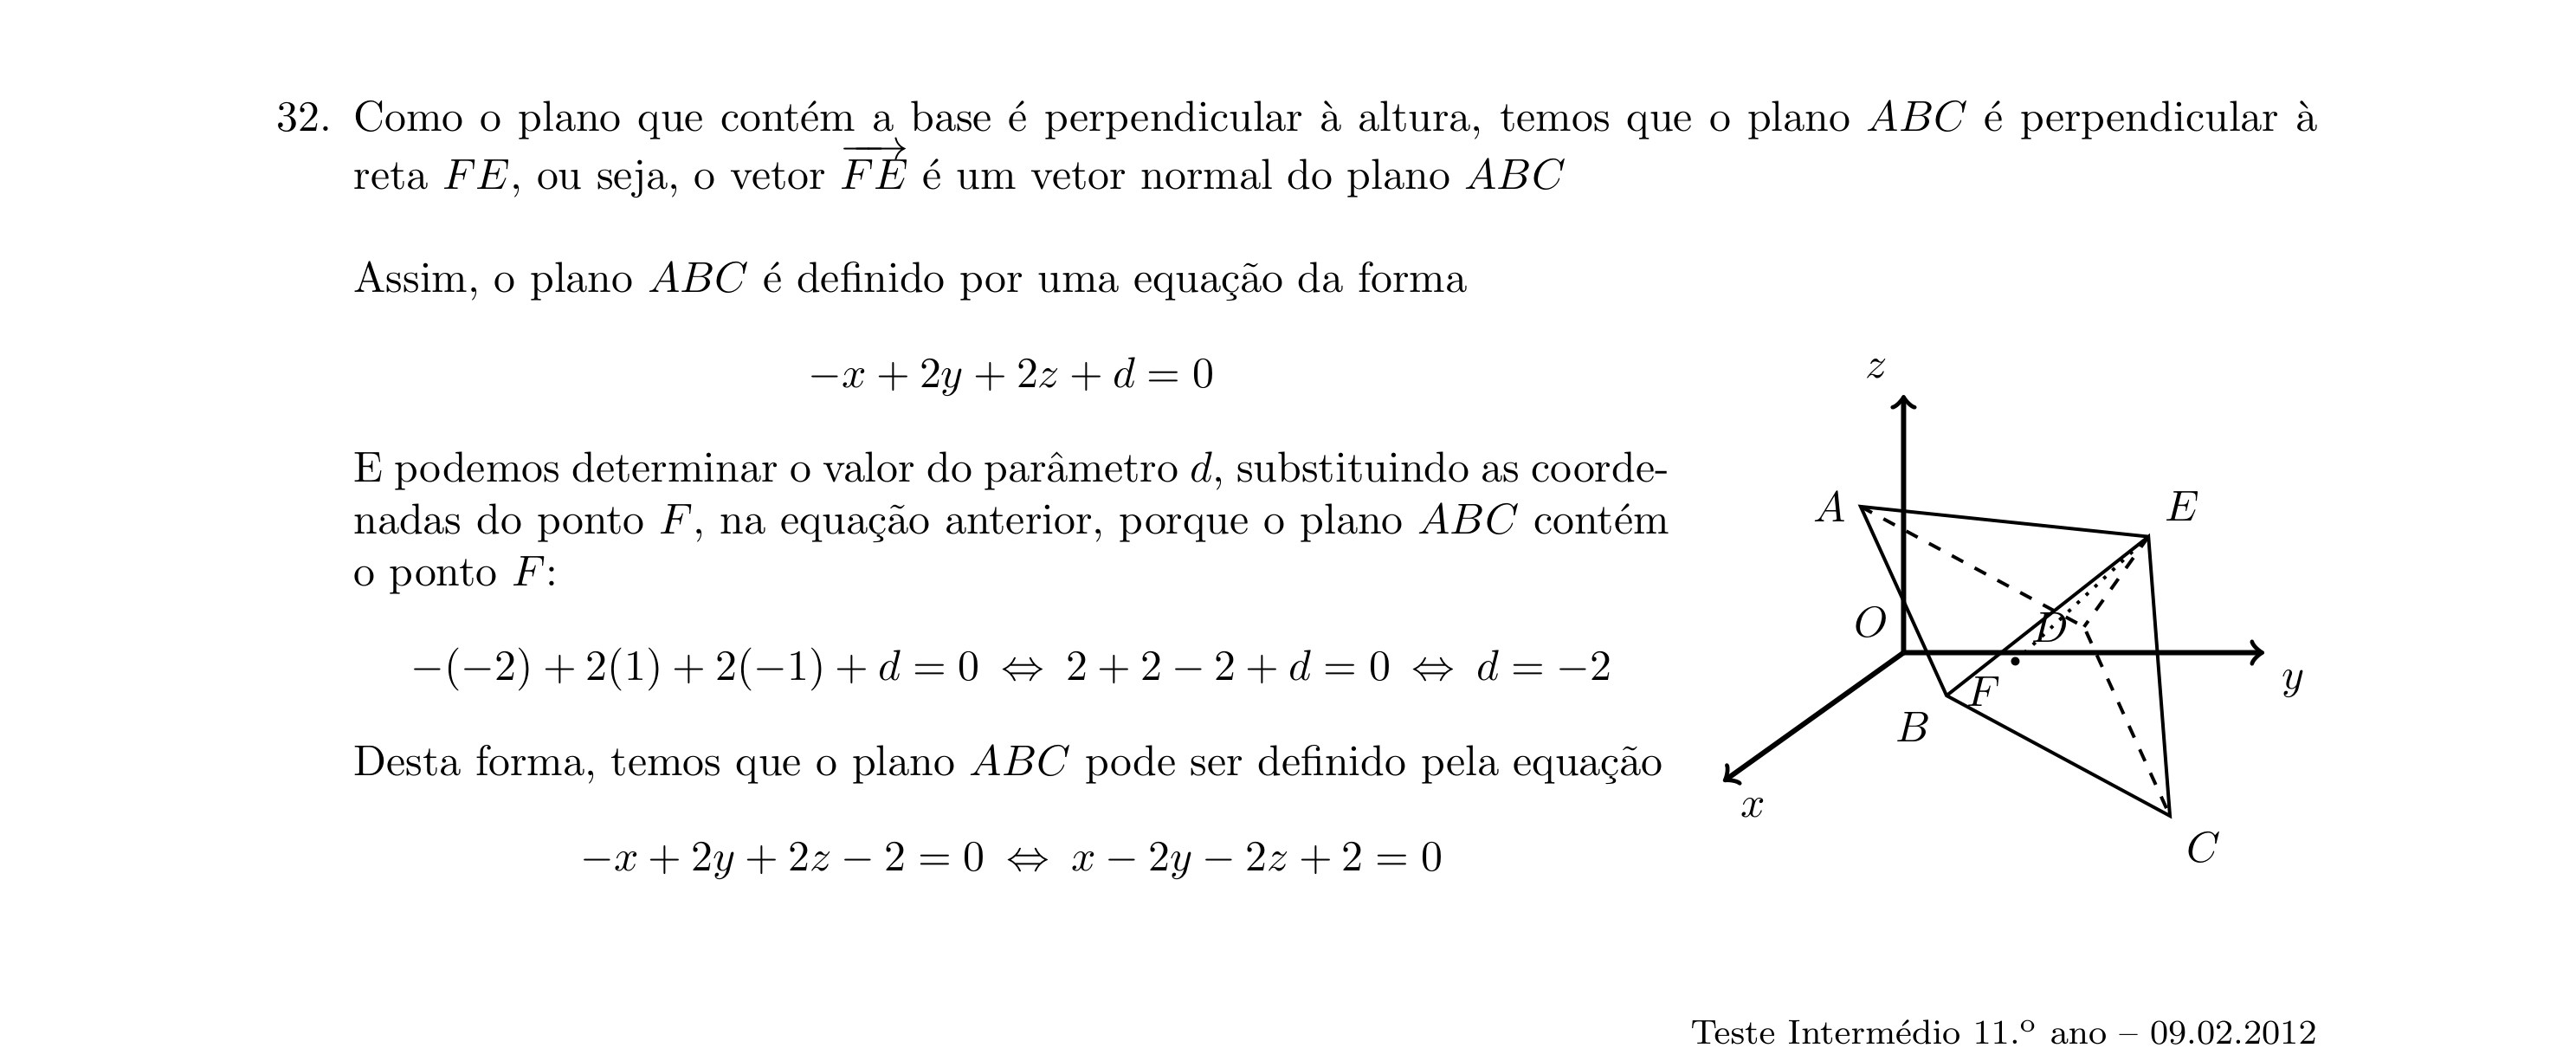 32. Como o plano que contém a base é perpendicular à altura, temos que o plano ABC é perpendicular à
reta FE, ou seja, o vetor \overrightarrow{FE} é um vetor normal do plano ABC
Assim, o plano ABC é definido por uma equação da forma
−x + 2y + 2z + d = 0
E podemos determinar o valor do parâmetro d, substituindo as coorde-
nadas do ponto F, na equação anterior, porque o plano ABC contém
o ponto F:
−(−2) + 2(1) + 2(−1) + d = 0 ⇔ 2 + 2 − 2 + d = 0 ⇔ d = −2
Desta forma, temos que o plano ABC pode ser definido pela equação
−x + 2y + 2z − 2 = 0 ⇔ x − 2y − 2z + 2 = 0
z
A
E
O
D
y
F
B
x
C
Teste Intermédio 11.º ano – 09.02.2012